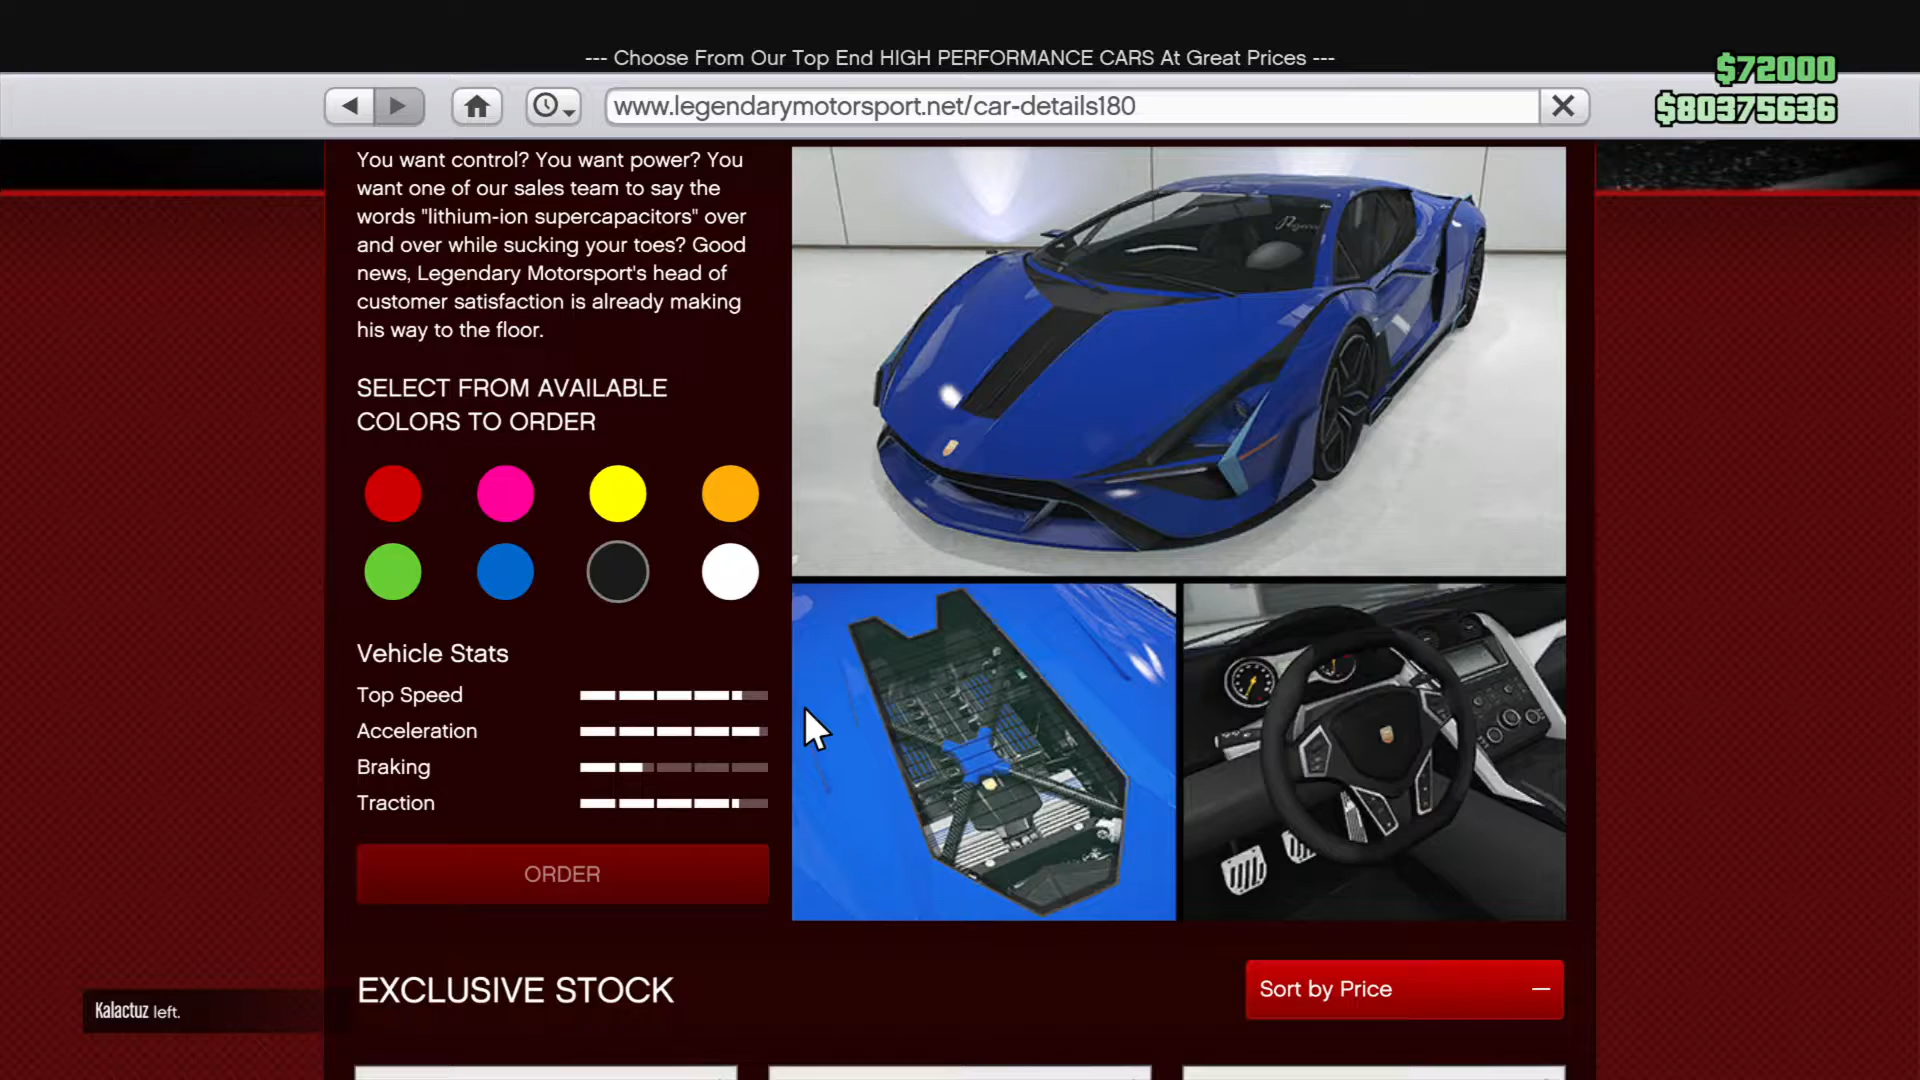 --- Choose From Our Top End HIGH PERFORMANCE CARS At Great Prices ---
$72000
www.legendarymotorsport.net/car-details180
$80375636
You want control? You want power? You
want one of our sales team to say the
words "lithium-ion supercapacitors" over
and over while sucking your toes? Good
news, Legendary Motorsport's head of
customer satisfaction is already making
his way to the floor.
SELECT FROM AVAILABLE
COLORS TO ORDER
Vehicle Stats
Top Speed
Acceleration
Braking
Traction
ORDER
EXCLUSIVE STOCK
Sort by Price
Kalactuz left.